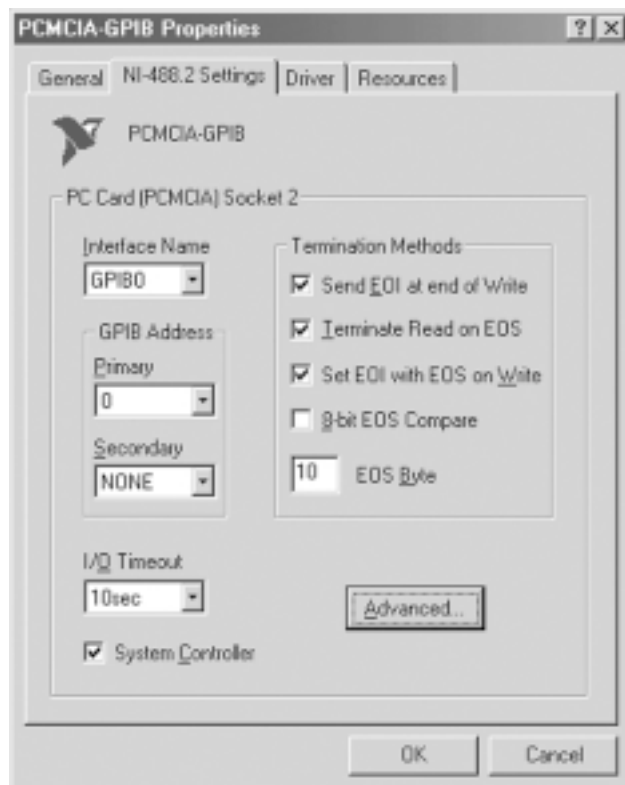 PCMCIA-GPIB Properties
General
NI-488.2 Settings
Driver
Resources
PCMCIA-GPIB
PC Card (PCMCIA) Socket 2
Interface Name
GPIB0
GPIB Address
Primary
0
Secondary
NONE
I/O Timeout
10sec
System Controller
Termination Methods
Send EOI at end of Write
Terminate Read on EOS
Set EOI with EOS on Write
8-bit EOS Compare
10 EOS Byte
Advanced...
OK
Cancel